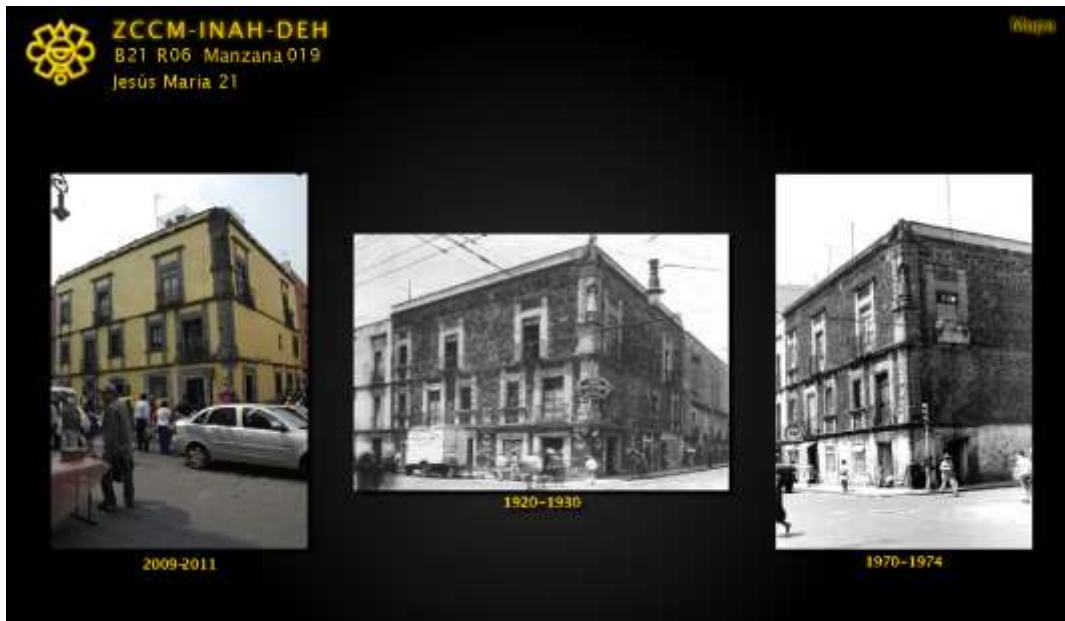 ZCCM-INAH-DEH
B21 R06 Manzana 019
Jesús María 21
Mapa
2009-2011
1920-1930
1970-1974